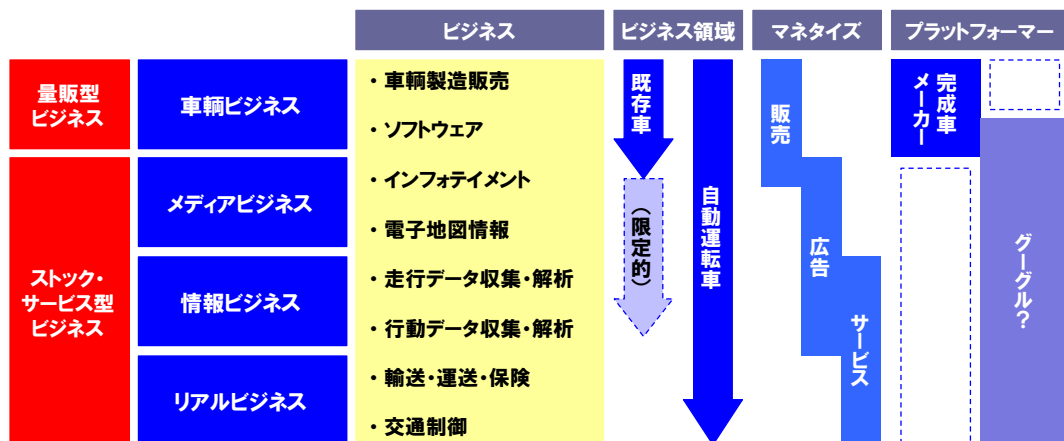 ビジネス
ビジネス領域
マネタイズ
プラットフォーマー
量販型
ビジネス
車輌ビジネス
・車輌製造販売
・ソフトウェア
既存車
自動運転車
販売
完成車
メーカー
ストック・
サービス型
ビジネス
メディアビジネス
・インフォテイメント
・電子地図情報
（限定的）
広告
グーグル？
情報ビジネス
・走行データ収集・解析
・行動データ収集・解析
サービス
リアルビジネス
・輸送・運送・保険
・交通制御